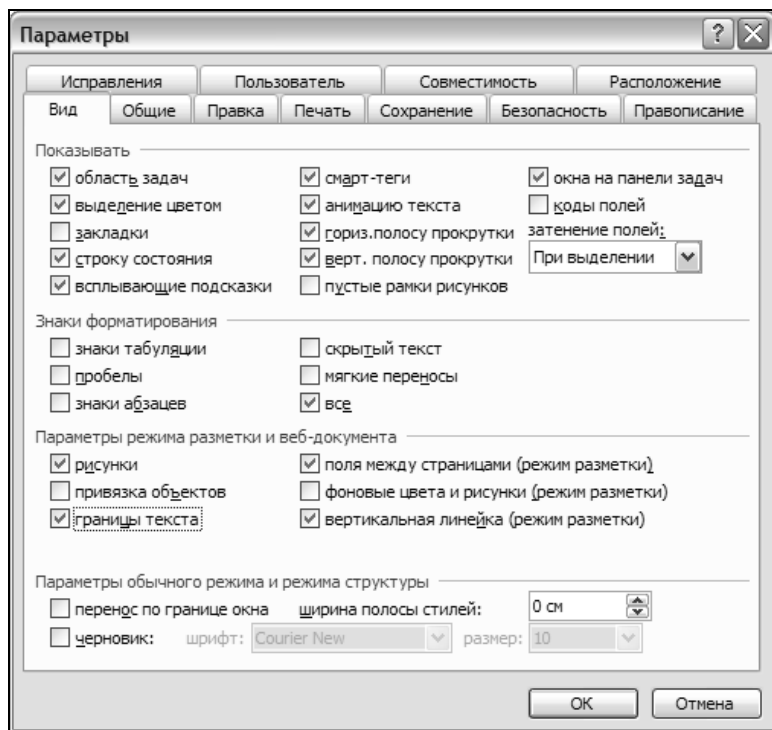 Параметры
Исправления Пользователь Совместимость Расположение
Вид Общие Правка Печать Сохранение Безопасность Правописание
Показывать
область задач смарт-теги окна на панели задач
выделение цветом анимацию текста коды полей
закладки гориз.полосу прокрутки затенение полей:
строку состояния верт. полосу прокрутки При выделении
всплывающие подсказки пустые рамки рисунков
Знаки форматирования
знаки табуляции скрытый текст
пробелы мягкие переносы
знаки абзацев все
Параметры режима разметки и веб-документа
рисунки поля между страницами (режим разметки)
привязка объектов фоновые цвета и рисунки (режим разметки)
границы текста вертикальная линейка (режим разметки)
Параметры обычного режима и режима структуры
перенос по границе окна ширина полосы стилей: 0 см
черновик: шрифт: Courier New размер: 10
ОК Отмена